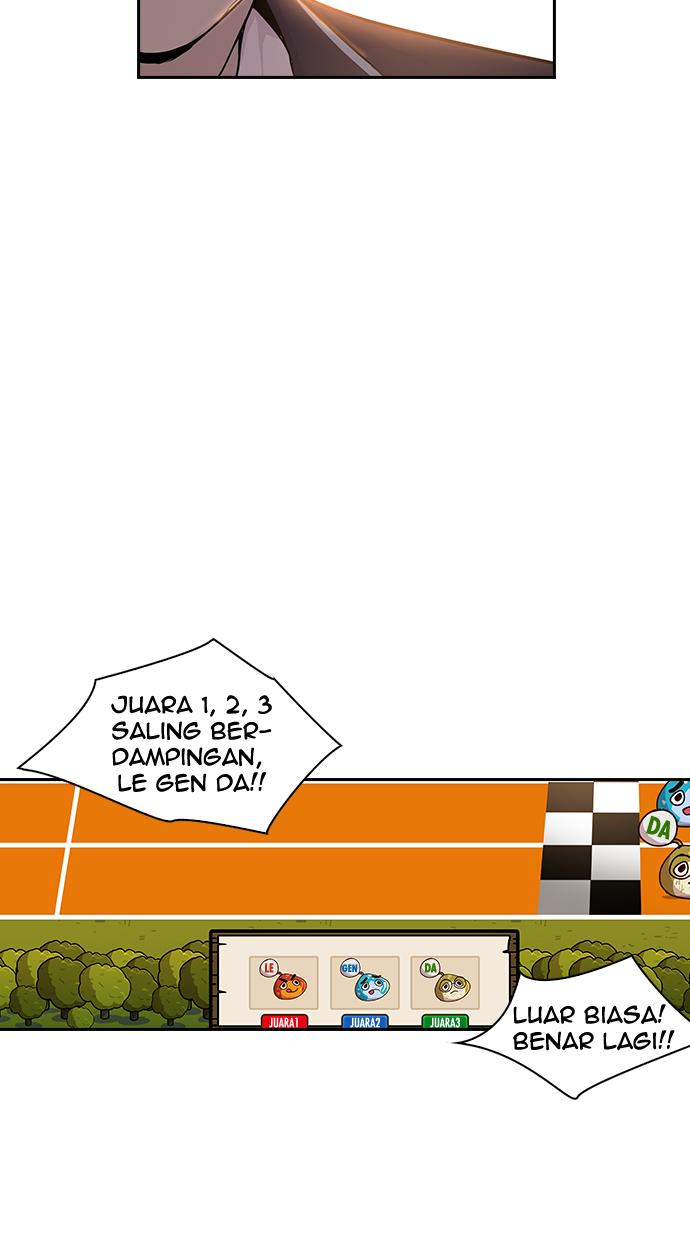 JUARA 1, 2, 3
SALING BER-
DAMPINGAN,
LE GEN DA!!
DA
LE
GEN
DA
JUARA1
JUARA2
JUARA3
LUAR BIASA!
BENAR LAGI!!